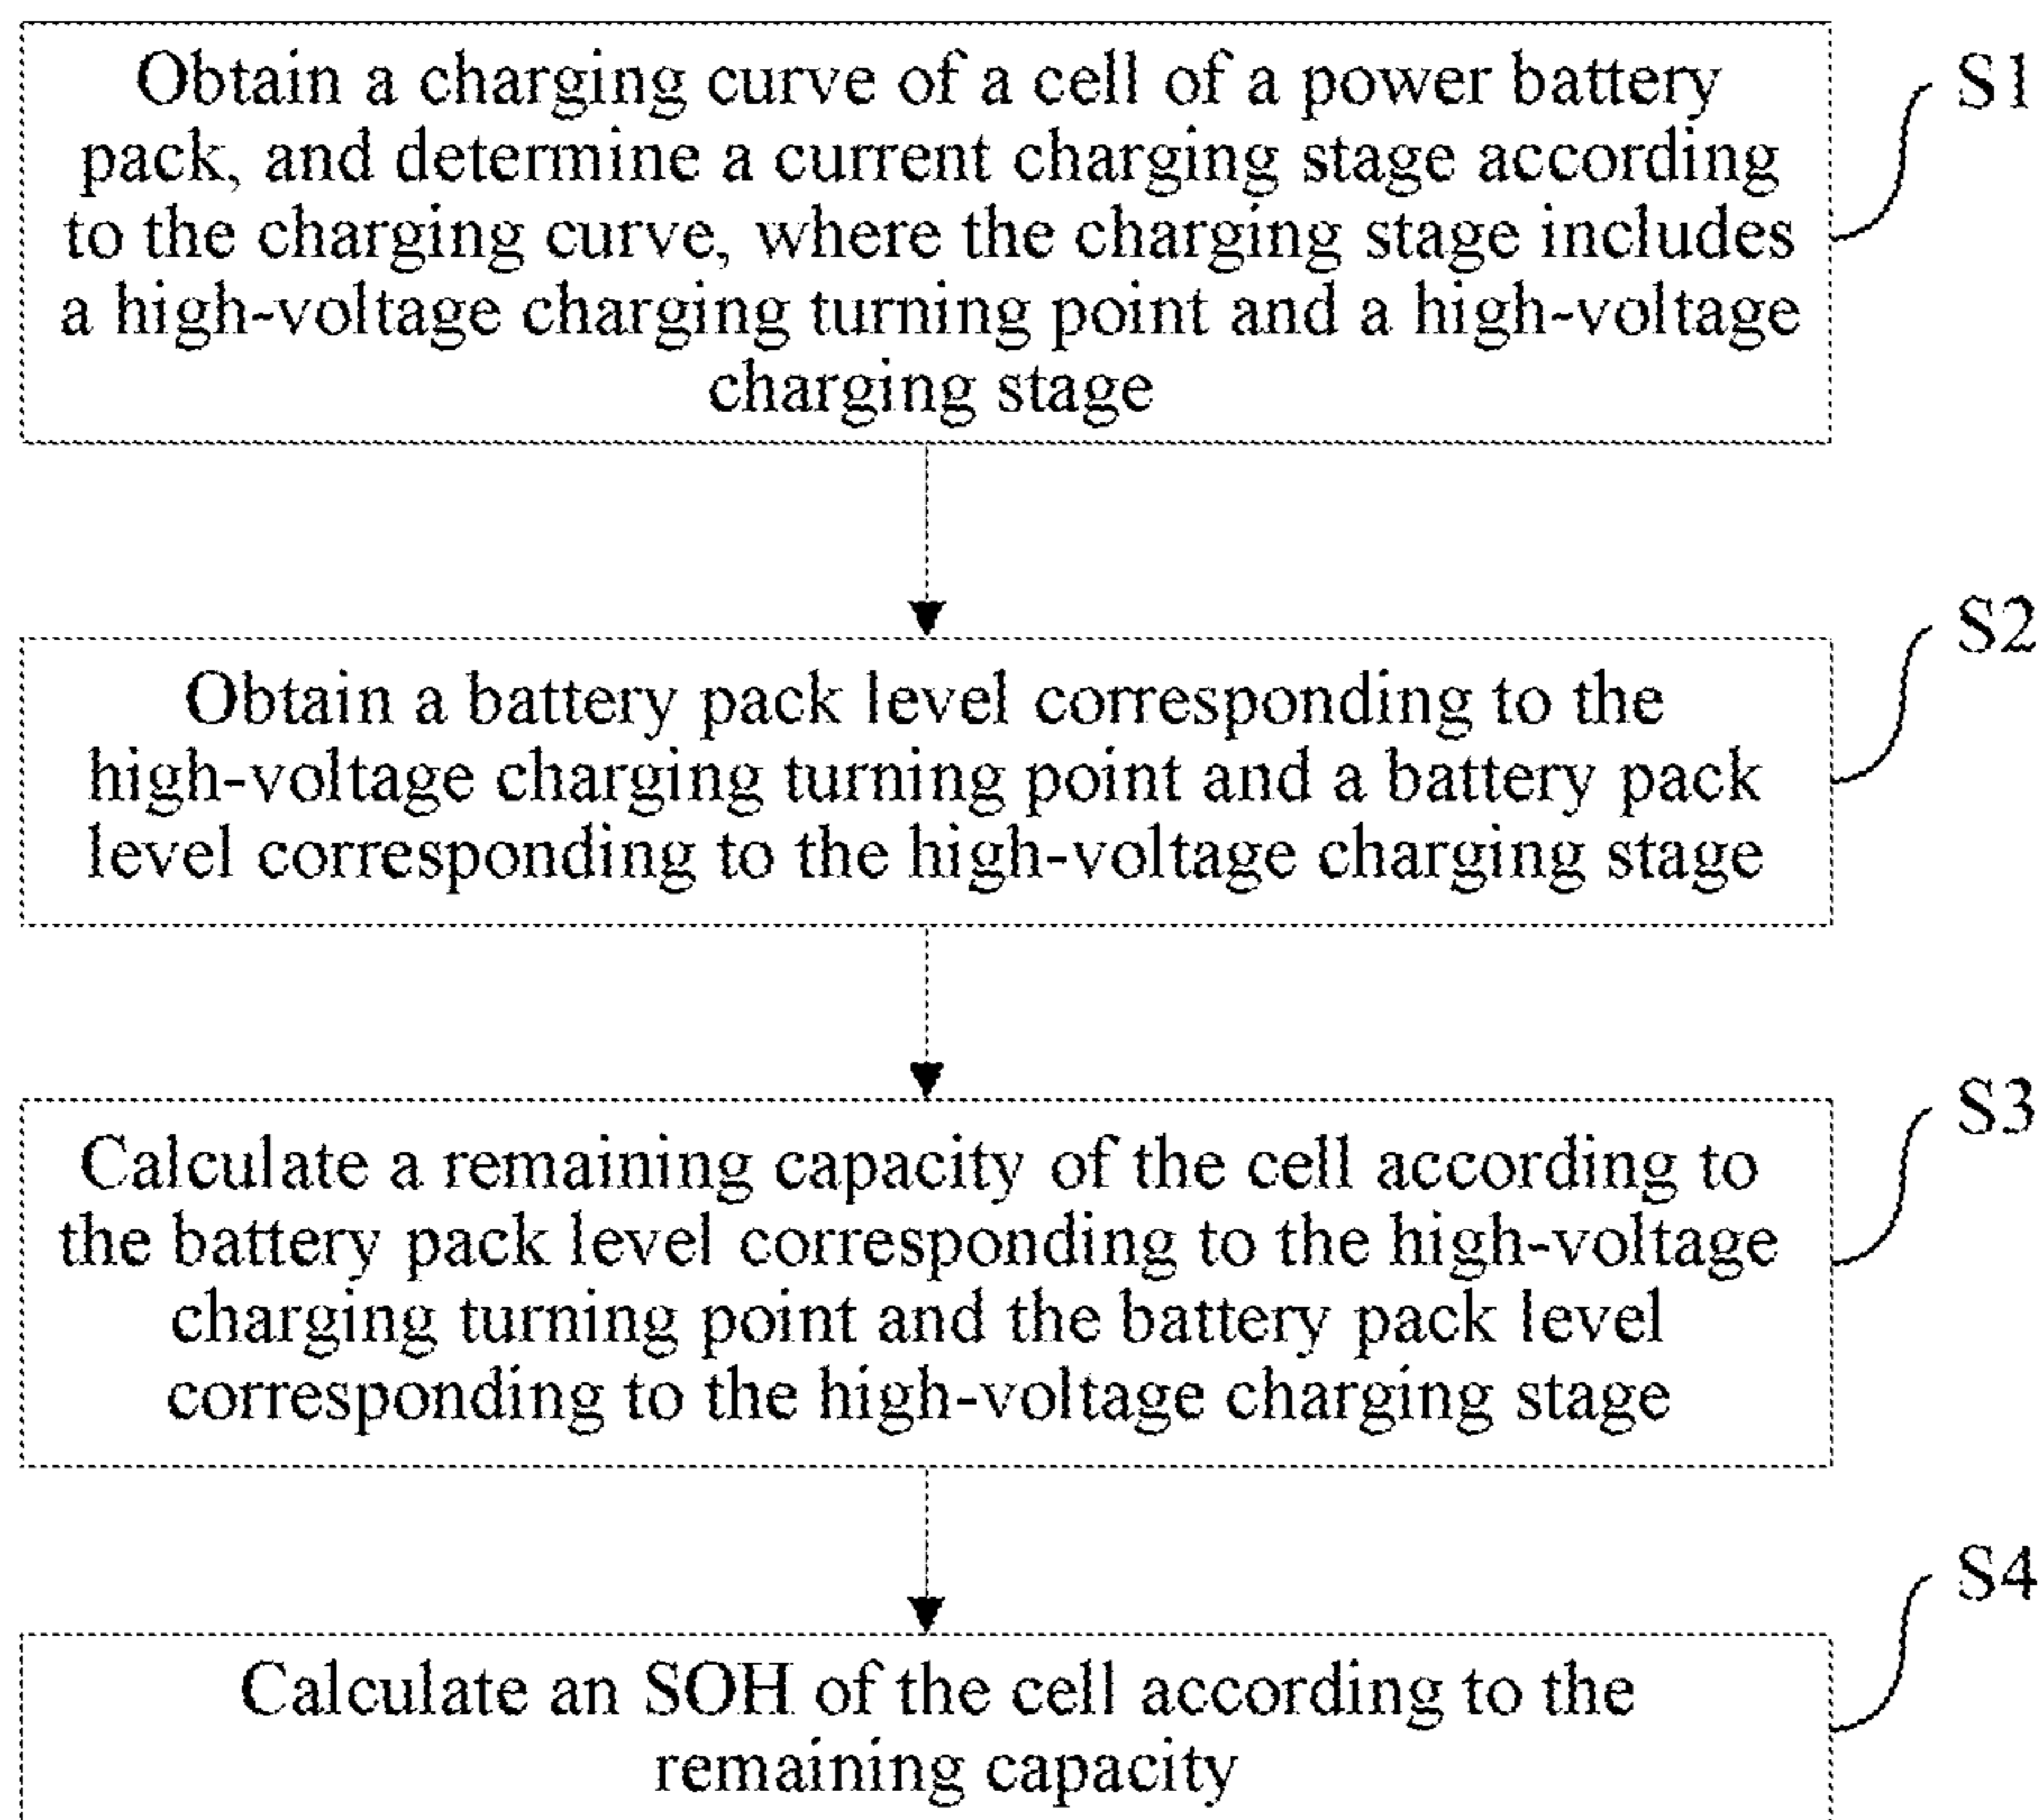 Obtain a charging curve of a cell of a power battery
pack, and determine a current charging stage according
to the charging curve, where the charging stage includes
a high-voltage charging turning point and a high-voltage
charging stage
S1
Obtain a battery pack level corresponding to the
high-voltage charging turning point and a battery pack
level corresponding to the high-voltage charging stage
S2
Calculate a remaining capacity of the cell according to
the battery pack level corresponding to the high-voltage
charging turning point and the battery pack level
corresponding to the high-voltage charging stage
S3
Calculate an SOH of the cell according to the
remaining capacity
S4